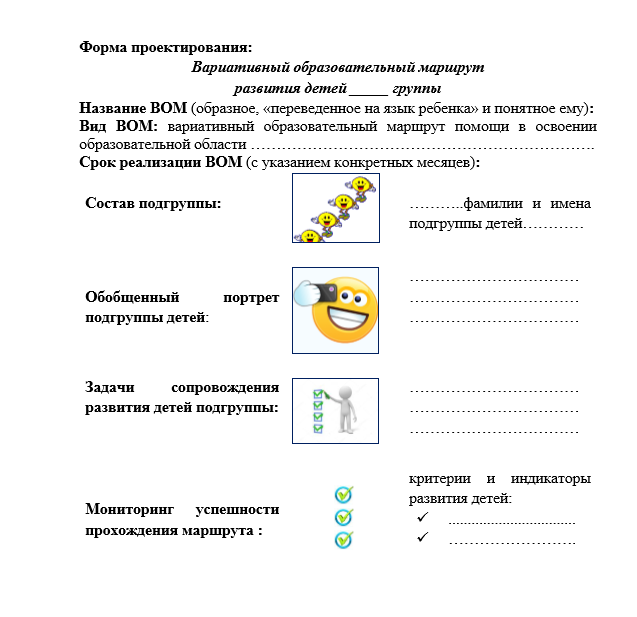 Форма проектирования:
Вариативный образовательный маршрут
развития детей _____ группы
Название ВОМ (образное, «переведенное на язык ребенка» и понятное ему):
Вид ВОМ: вариативный образовательный маршрут помощи в освоении
образовательной области ……………………………………………………….
Срок реализации ВОМ (с указанием конкретных месяцев):
Состав подгруппы:
………..фамилии и имена
подгруппы детей…………
Обобщенный портрет
подгруппы детей:
……………………………
……………………………
……………………………
Задачи сопровождения
развития детей подгруппы:
……………………………
……………………………
……………………………
Мониторинг успешности
прохождения маршрута :
критерии и индикаторы
развития детей:
✓ ..................................
✓ …………………….